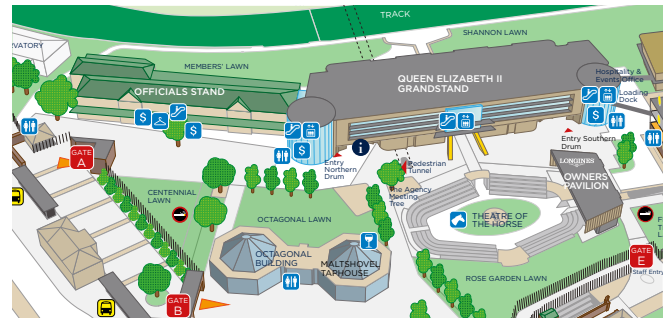 TRACK
SHANNON LAWN
RVATORY
MEMBERS' LAWN
OFFICIALS STAND
QUEEN ELIZABETH II
GRANDSTAND
Hospitality &
Events Office
Loading
Dock
$
$
$
$
i
Entry
Northern
Drum
Pedestrian
Tunnel
The Agency
Meeting
Tree
Entry Southern
Drum
LONGINES
OWNERS
PAVILION
GATE
A
CENTENNIAL
LAWN
OCTAGONAL LAWN
OCTAGONAL
BUILDING
MALTSHOVEL
TAPHOUSE
THEATRE OF
THE HORSE
ROSE GARDEN LAWN
GATE
B
GATE
E
Staff Entry